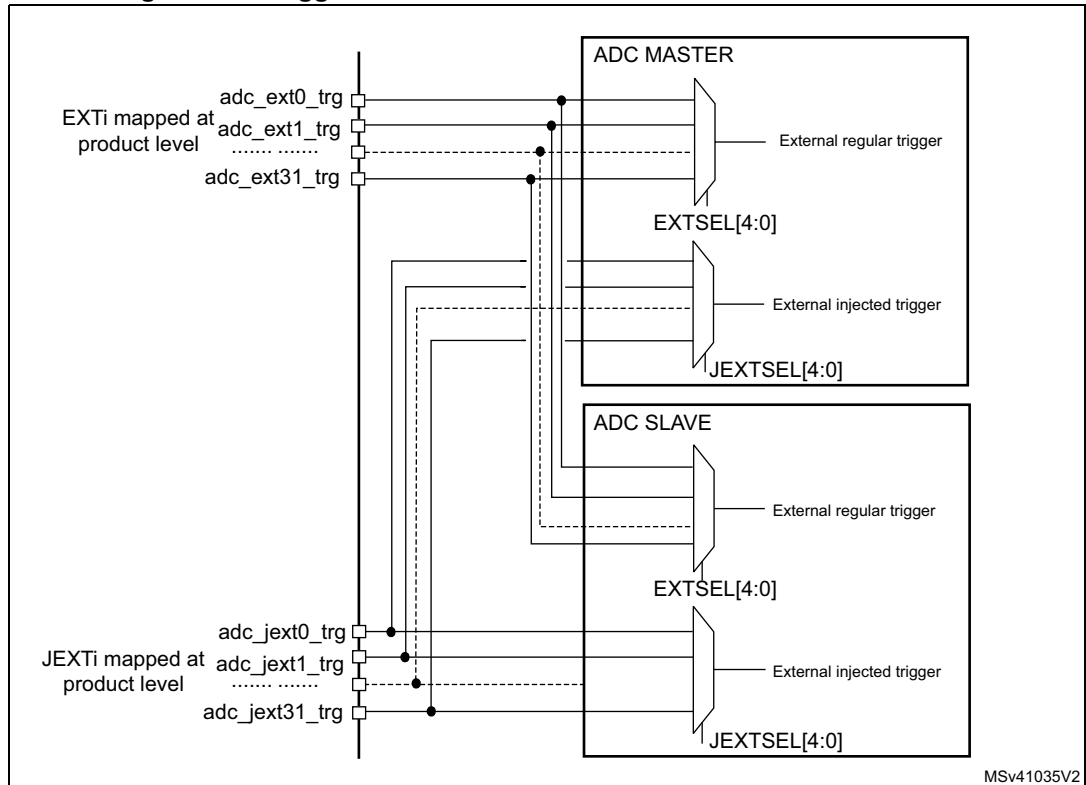 ADC MASTER
adc_ext0_trg
EXTi mapped at
product level
adc_ext1_trg
....... .......
adc_ext31_trg
External regular trigger
EXTSEL[4:0]
External injected trigger
JEXTSEL[4:0]
ADC SLAVE
External regular trigger
EXTSEL[4:0]
adc_jext0_trg
JEXTi mapped at
product level
adc_jext1_trg
....... .......
adc_jext31_trg
External injected trigger
JEXTSEL[4:0]
MSv41035V2